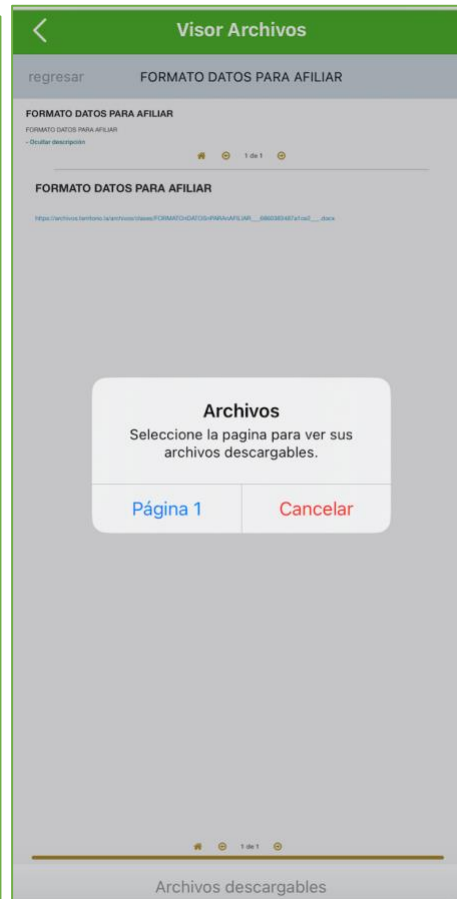 Visor Archivos
regresar FORMATO DATOS PARA AFILIAR
FORMATO DATOS PARA AFILIAR
FORMATO DATOS PARA AFILIAR
- Ocultar descripción
1 de 1
FORMATO DATOS PARA AFILIAR
Archivos
Seleccione la pagina para ver sus
archivos descargables.
Página 1 Cancelar
1 de 1
Archivos descargables